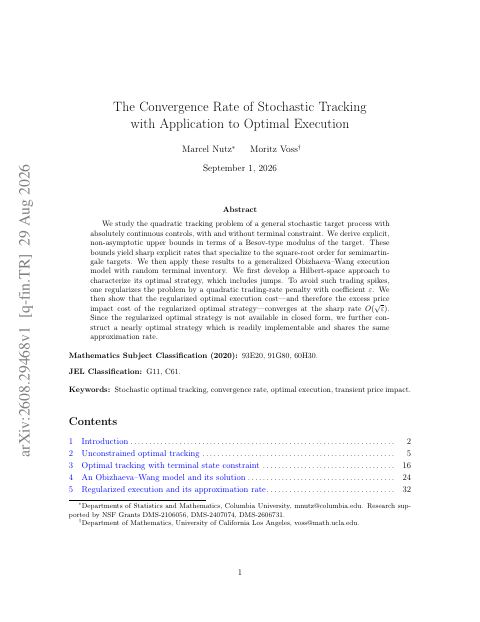 The Convergence Rate of Stochastic Tracking
with Application to Optimal Execution
Marcel Nutz* Moritz Voss†
September 1, 2026
Abstract
We study the quadratic tracking problem of a general stochastic target process with
absolutely continuous controls, with and without terminal constraint. We derive explicit,
non-asymptotic upper bounds in terms of a Besov-type modulus of the target. These
bounds yield sharp explicit rates that specialize to the square-root order for semimartin-
gale targets. We then apply these results to a generalized Obizhaeva–Wang execution
model with random terminal inventory. We first develop a Hilbert-space approach to
characterize its optimal strategy, which includes jumps. To avoid such trading spikes,
one regularizes the problem by a quadratic trading-rate penalty with coefficient ε. We
then show that the regularized optimal execution cost—and therefore the excess price
impact cost of the regularized optimal strategy—converges at the sharp rate O(√ε).
Since the regularized optimal strategy is not available in closed form, we further con-
struct a nearly optimal strategy which is readily implementable and shares the same
approximation rate.
Mathematics Subject Classification (2020): 93E20, 91G80, 60H30.
JEL Classification: G11, C61.
Keywords: Stochastic optimal tracking, convergence rate, optimal execution, transient price impact.
Contents
1 Introduction 2
2 Unconstrained optimal tracking 5
3 Optimal tracking with terminal state constraint 16
4 An Obizhaeva–Wang model and its solution 24
5 Regularized execution and its approximation rate 32
*Departments of Statistics and Mathematics, Columbia University, mnutz@columbia.edu. Research sup-
ported by NSF Grants DMS-2106056, DMS-2407074, DMS-2606731.
†Department of Mathematics, University of California Los Angeles, voss@math.ucla.edu.
1
arXiv:2608.29468v1 [q-fin.TR] 29 Aug 2026